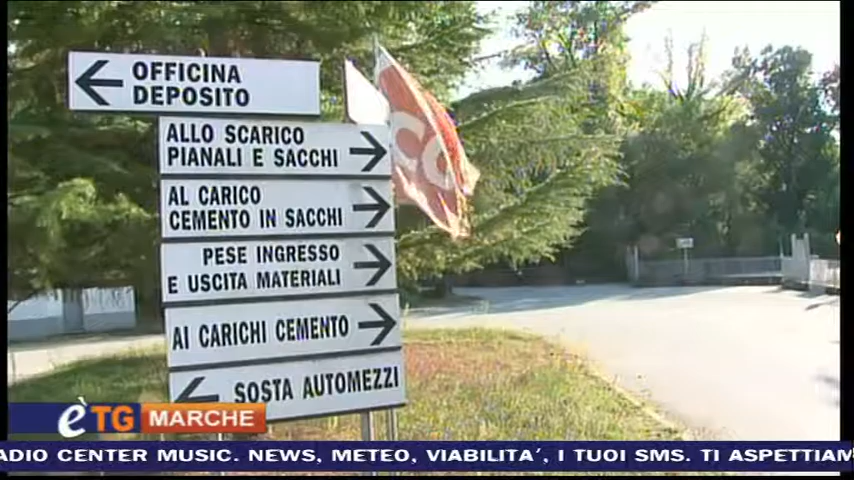 OFFICINA
DEPOSITO
ALLO SCARICO
PIANALI E SACCHI
AL CARICO
CEMENTO IN SACCHI
PESE INGRESSO
E USCITA MATERIALI
AI CARICHI CEMENTO
SOSTA AUTOMEZZI
è TG MARCHE
ADIO CENTER MUSIC. NEWS, METEO, VIABILITA', I TUOI SMS. TI ASPETTIAM